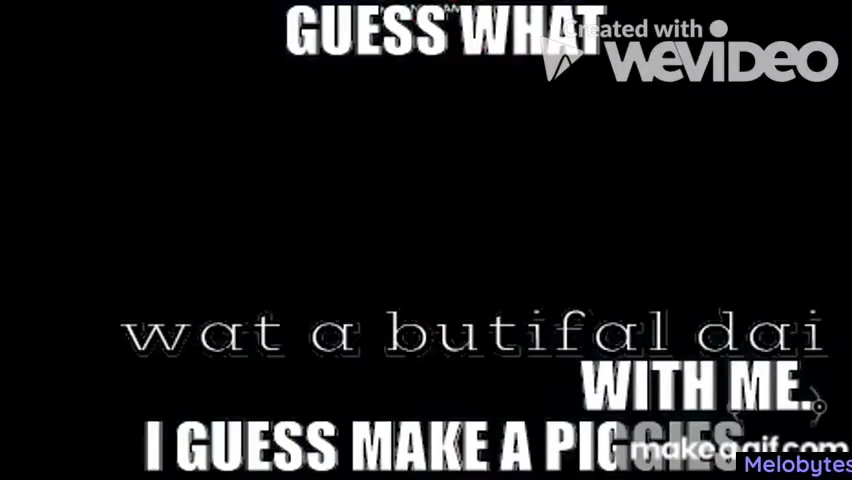 GUESS WHAT
Created with
WEVIDEO
wat a butifal dai
WITH ME.
I GUESS MAKE A PIGGIES
makeagif.com
Melobytes